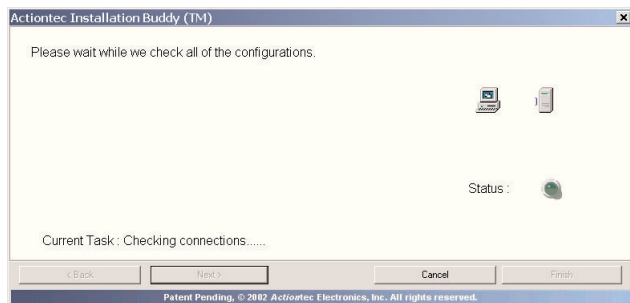 Actiontec Installation Buddy (TM)
Please wait while we check all of the configurations.
Status :
Current Task : Checking connections......
< Back Next > Cancel Finish
Patent Pending, © 2002 Actiontec Electronics, Inc. All rights reserved.